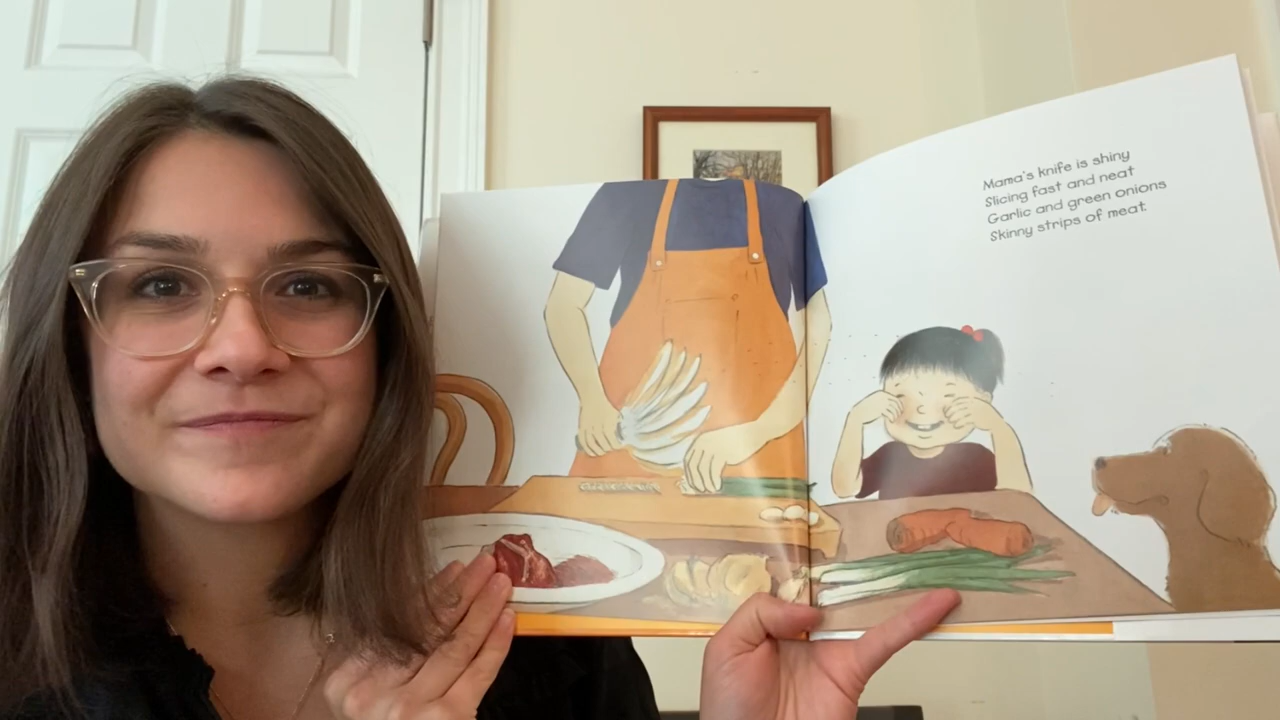 Mama's knife is shiny
Slicing fast and neat
Garlic and green onions
Skinny strips of meat.